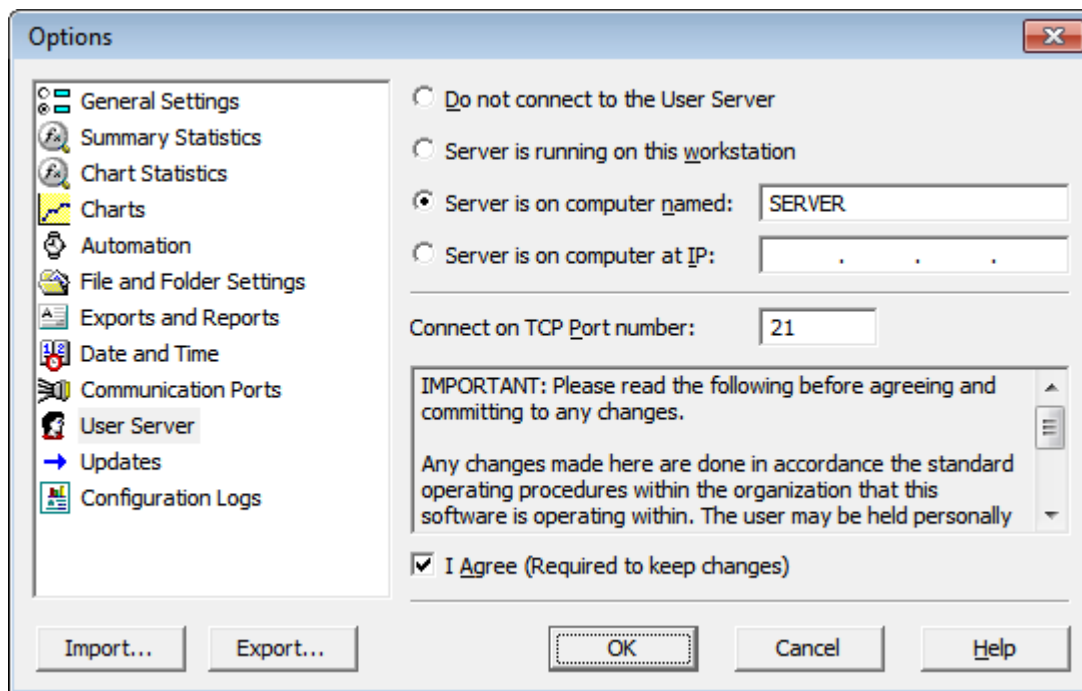 Options
General Settings
Summary Statistics
Chart Statistics
Charts
Automation
File and Folder Settings
Exports and Reports
Date and Time
Communication Ports
User Server
Updates
Configuration Logs
Do not connect to the User Server
Server is running on this workstation
Server is on computer named: SERVER
Server is on computer at IP: . . .
Connect on TCP Port number: 21
IMPORTANT: Please read the following before agreeing and
committing to any changes.
Any changes made here are done in accordance the standard
operating procedures within the organization that this
software is operating within. The user may be held personally
I Agree (Required to keep changes)
Import... Export... OK Cancel Help